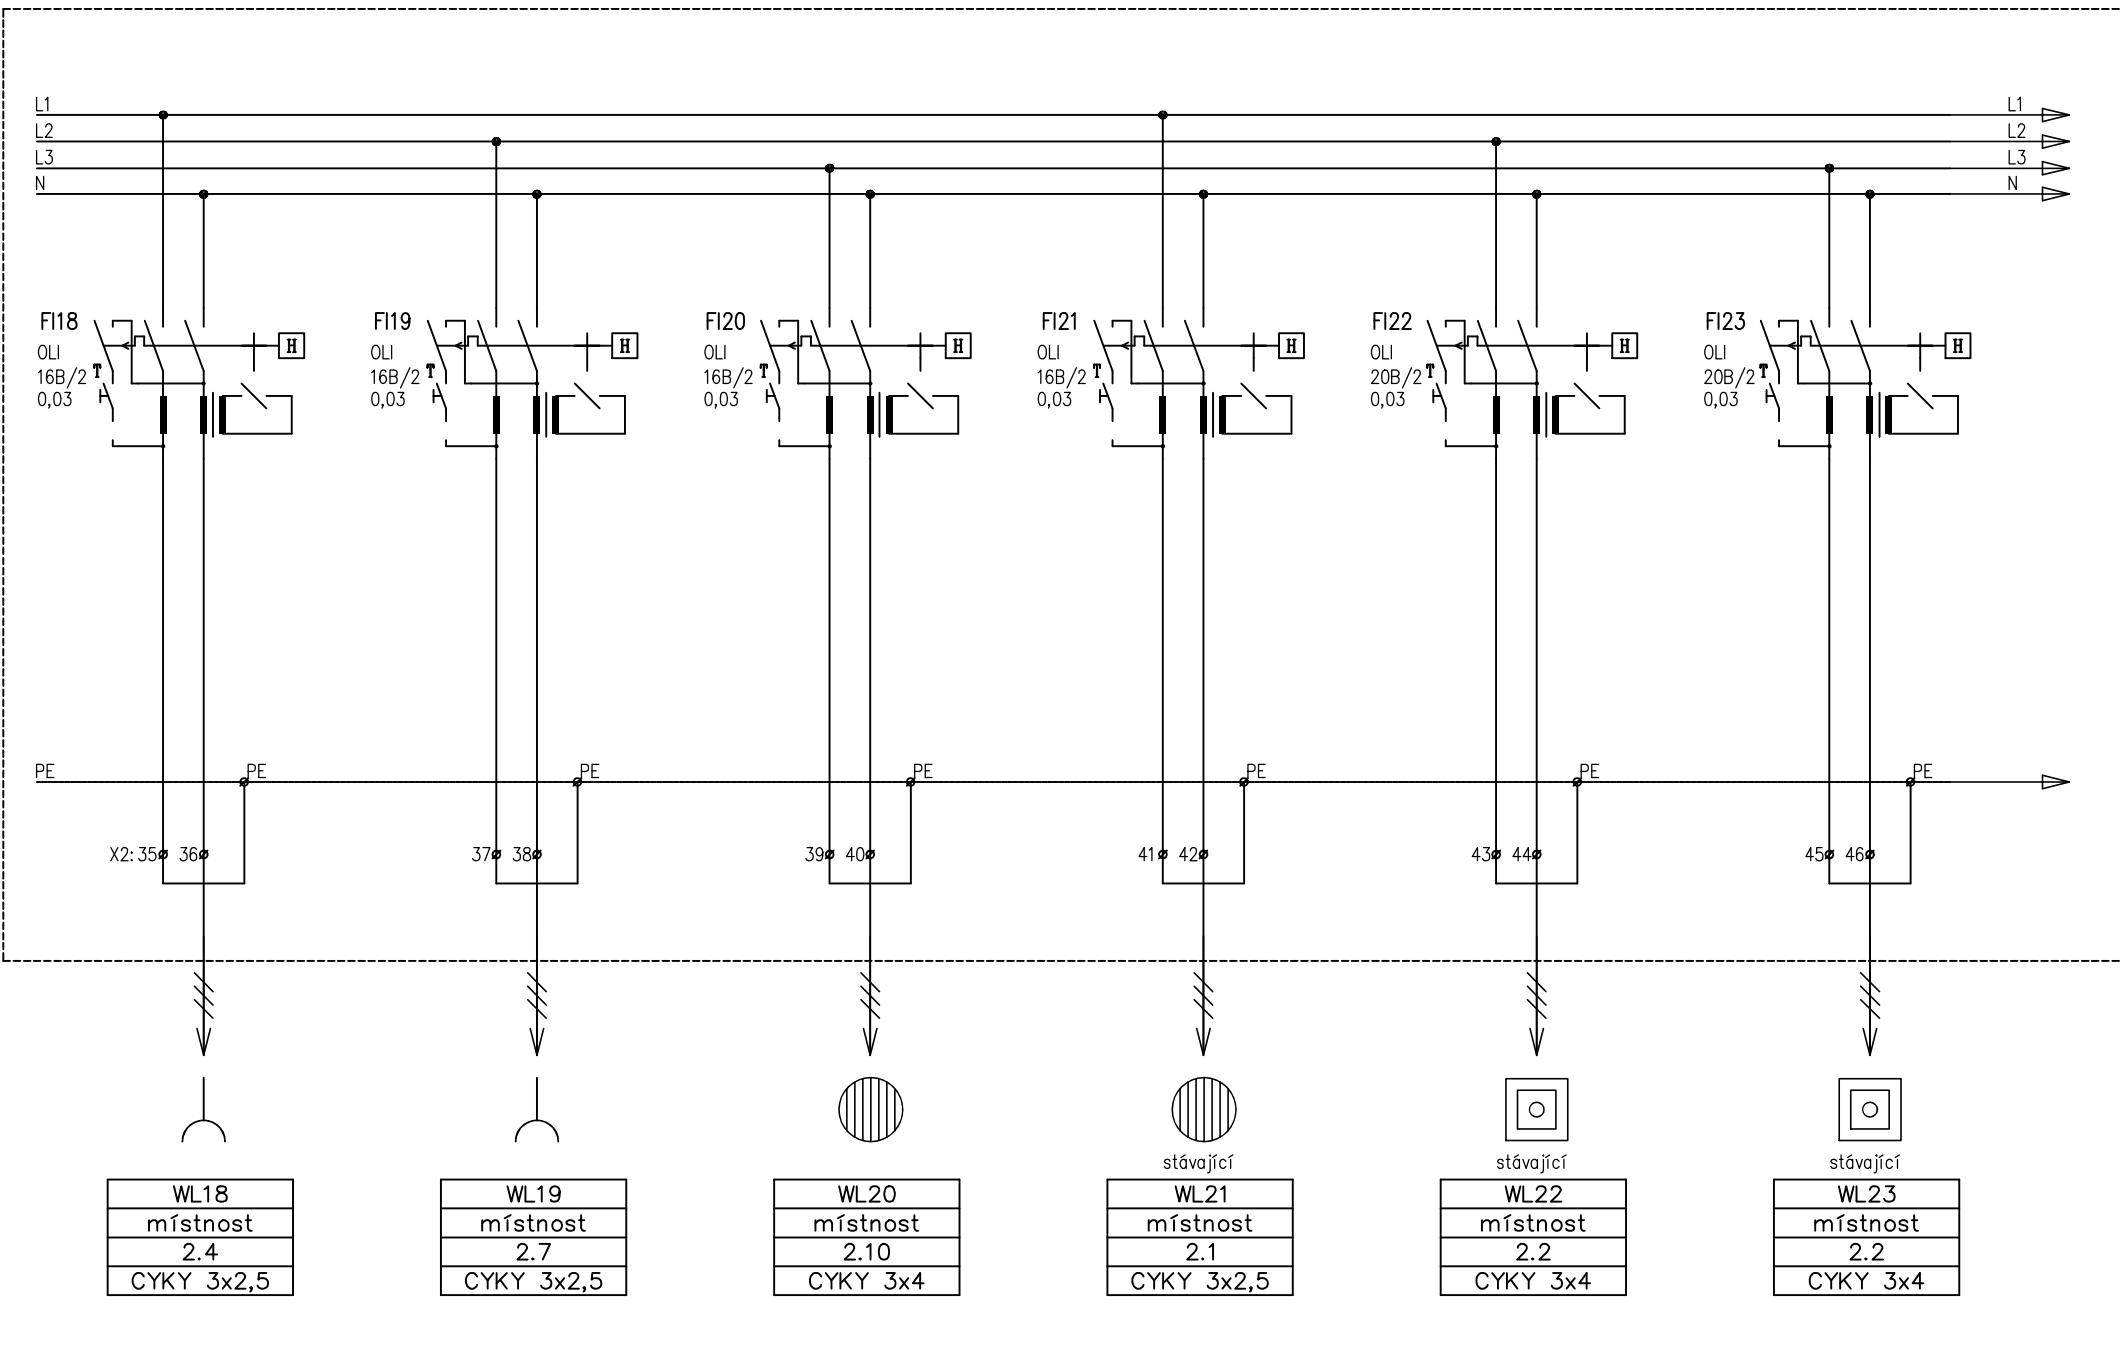 L1 L1
L2 L2
L3 L3
N N
FI18 FI19 FI20 FI21 FI22 FI23
H H H H H H
OLI OLI OLI OLI OLI OLI
16B/2 T 16B/2 T 16B/2 T 16B/2 T 20B/2 T 20B/2 T
0,03 0,03 0,03 0,03 0,03 0,03
PE PE PE PE PE PE PE
X2: 35 36 37 38 39 40 41 42 43 44 45 46
stávající stávající stávající
WL18 WL19 WL20 WL21 WL22 WL23
místnost místnost místnost místnost místnost místnost
2.4 2.7 2.10 2.1 2.2 2.2
CYKY 3x2,5 CYKY 3x2,5 CYKY 3x4 CYKY 3x2,5 CYKY 3x4 CYKY 3x4